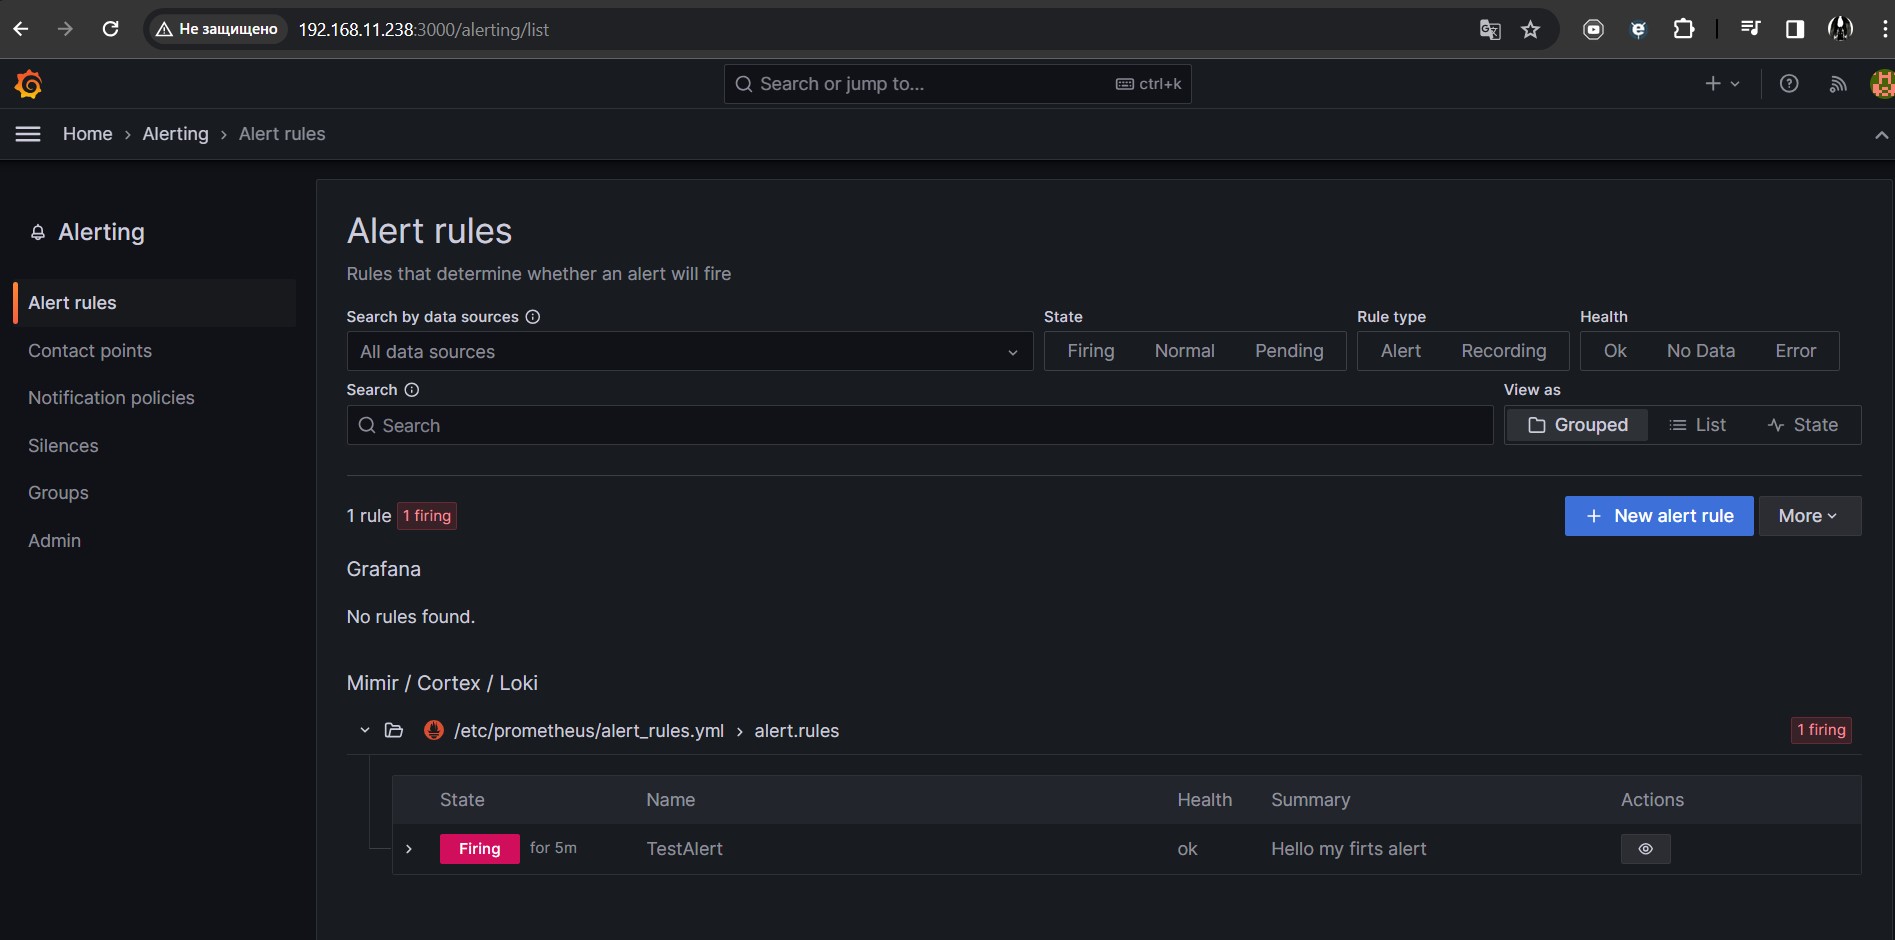 Не защищено 192.168.11.238:3000/alerting/list
Search or jump to... ctrl+k
Home › Alerting › Alert rules
Alerting
Alert rules
Contact points
Notification policies
Silences
Groups
Admin
Alert rules
Rules that determine whether an alert will fire
Search by data sources State Rule type Health
All data sources Firing Normal Pending Alert Recording Ok No Data Error
Search View as
Search Grouped List State
1 rule 1 firing + New alert rule More
Grafana
No rules found.
Mimir / Cortex / Loki
/etc/prometheus/alert_rules.yml › alert.rules 1 firing
State Name Health Summary Actions
Firing for 5m TestAlert ok Hello my firts alert